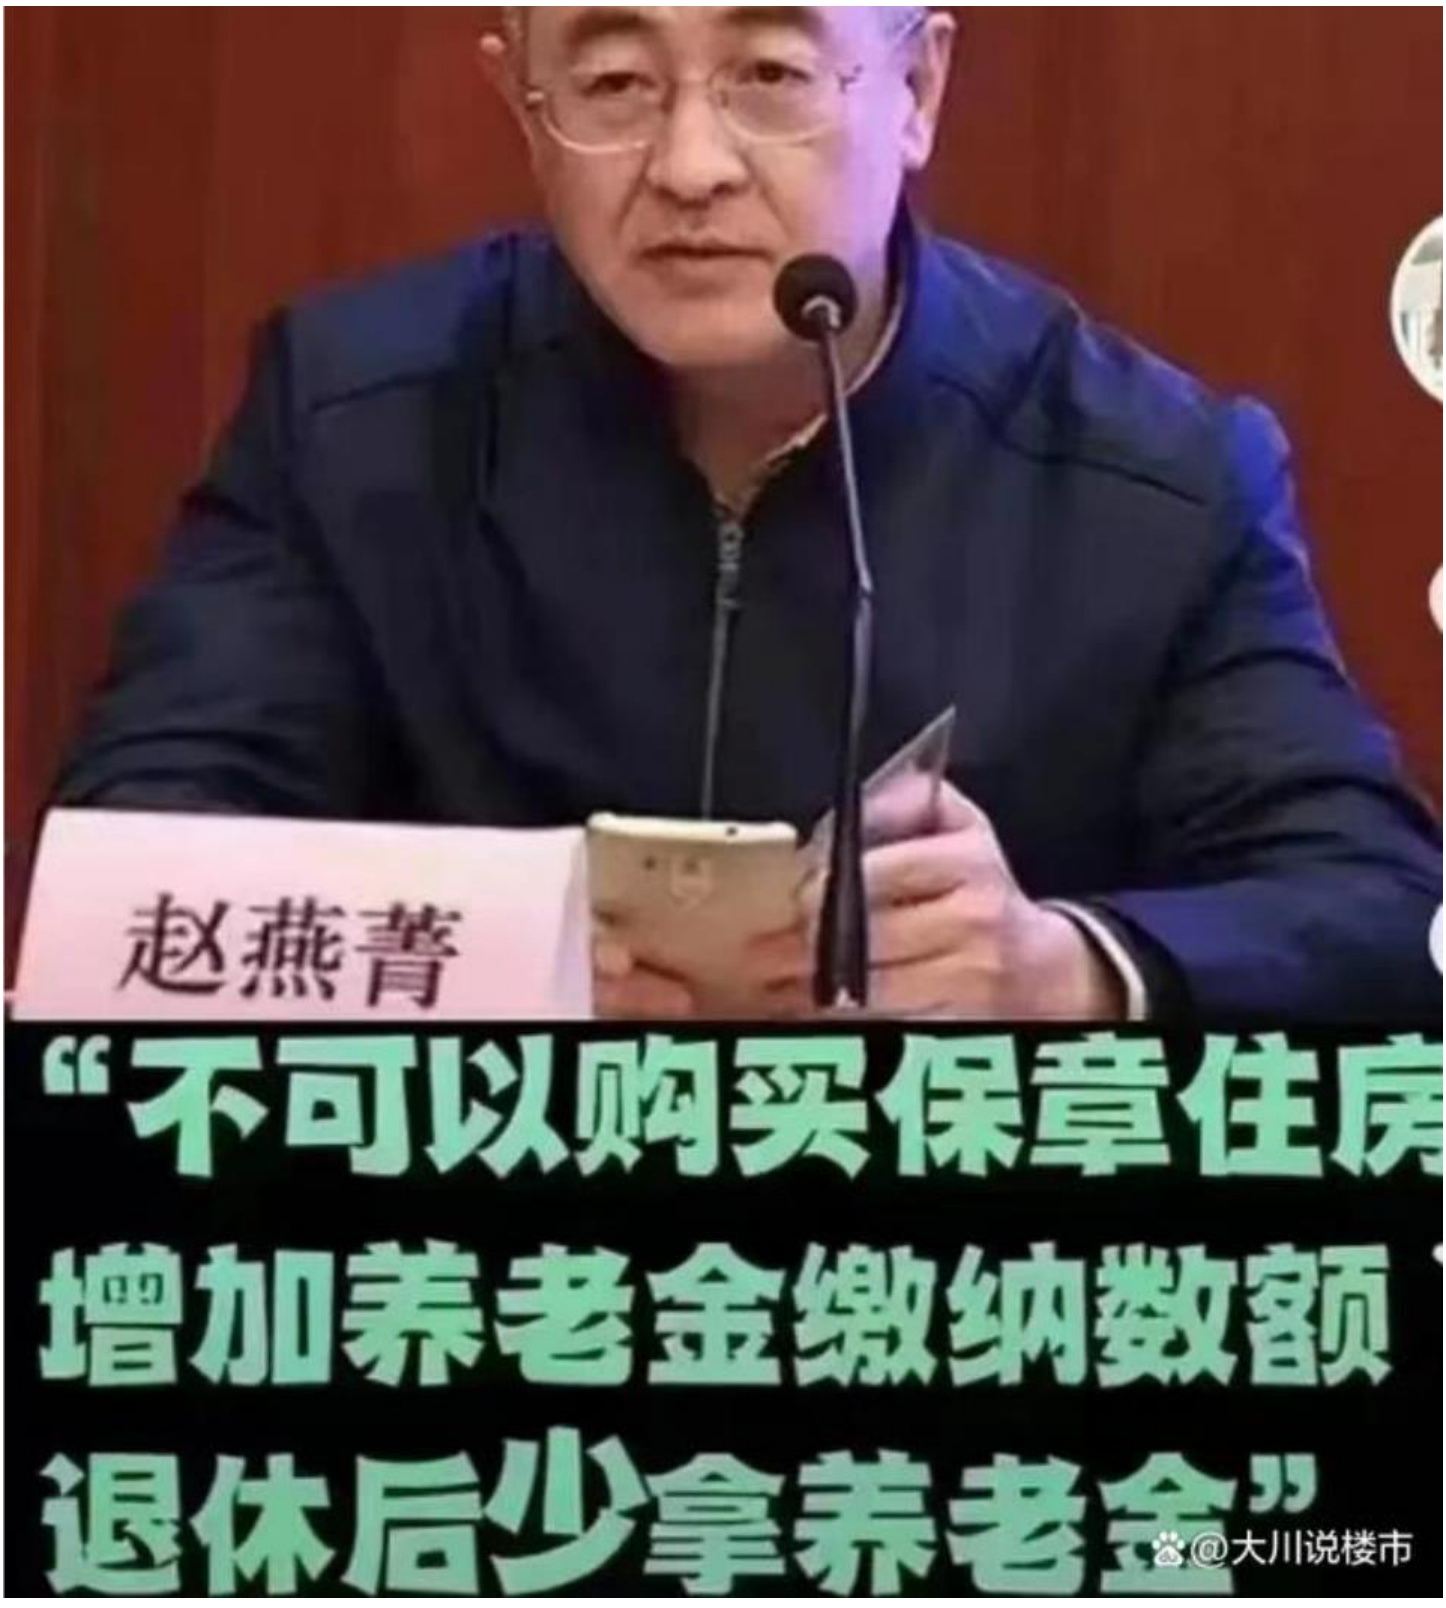 赵燕菁
“不可以购买保章住房
增加养老金缴纳数额
退休后少拿养老金”
@大川说楼市